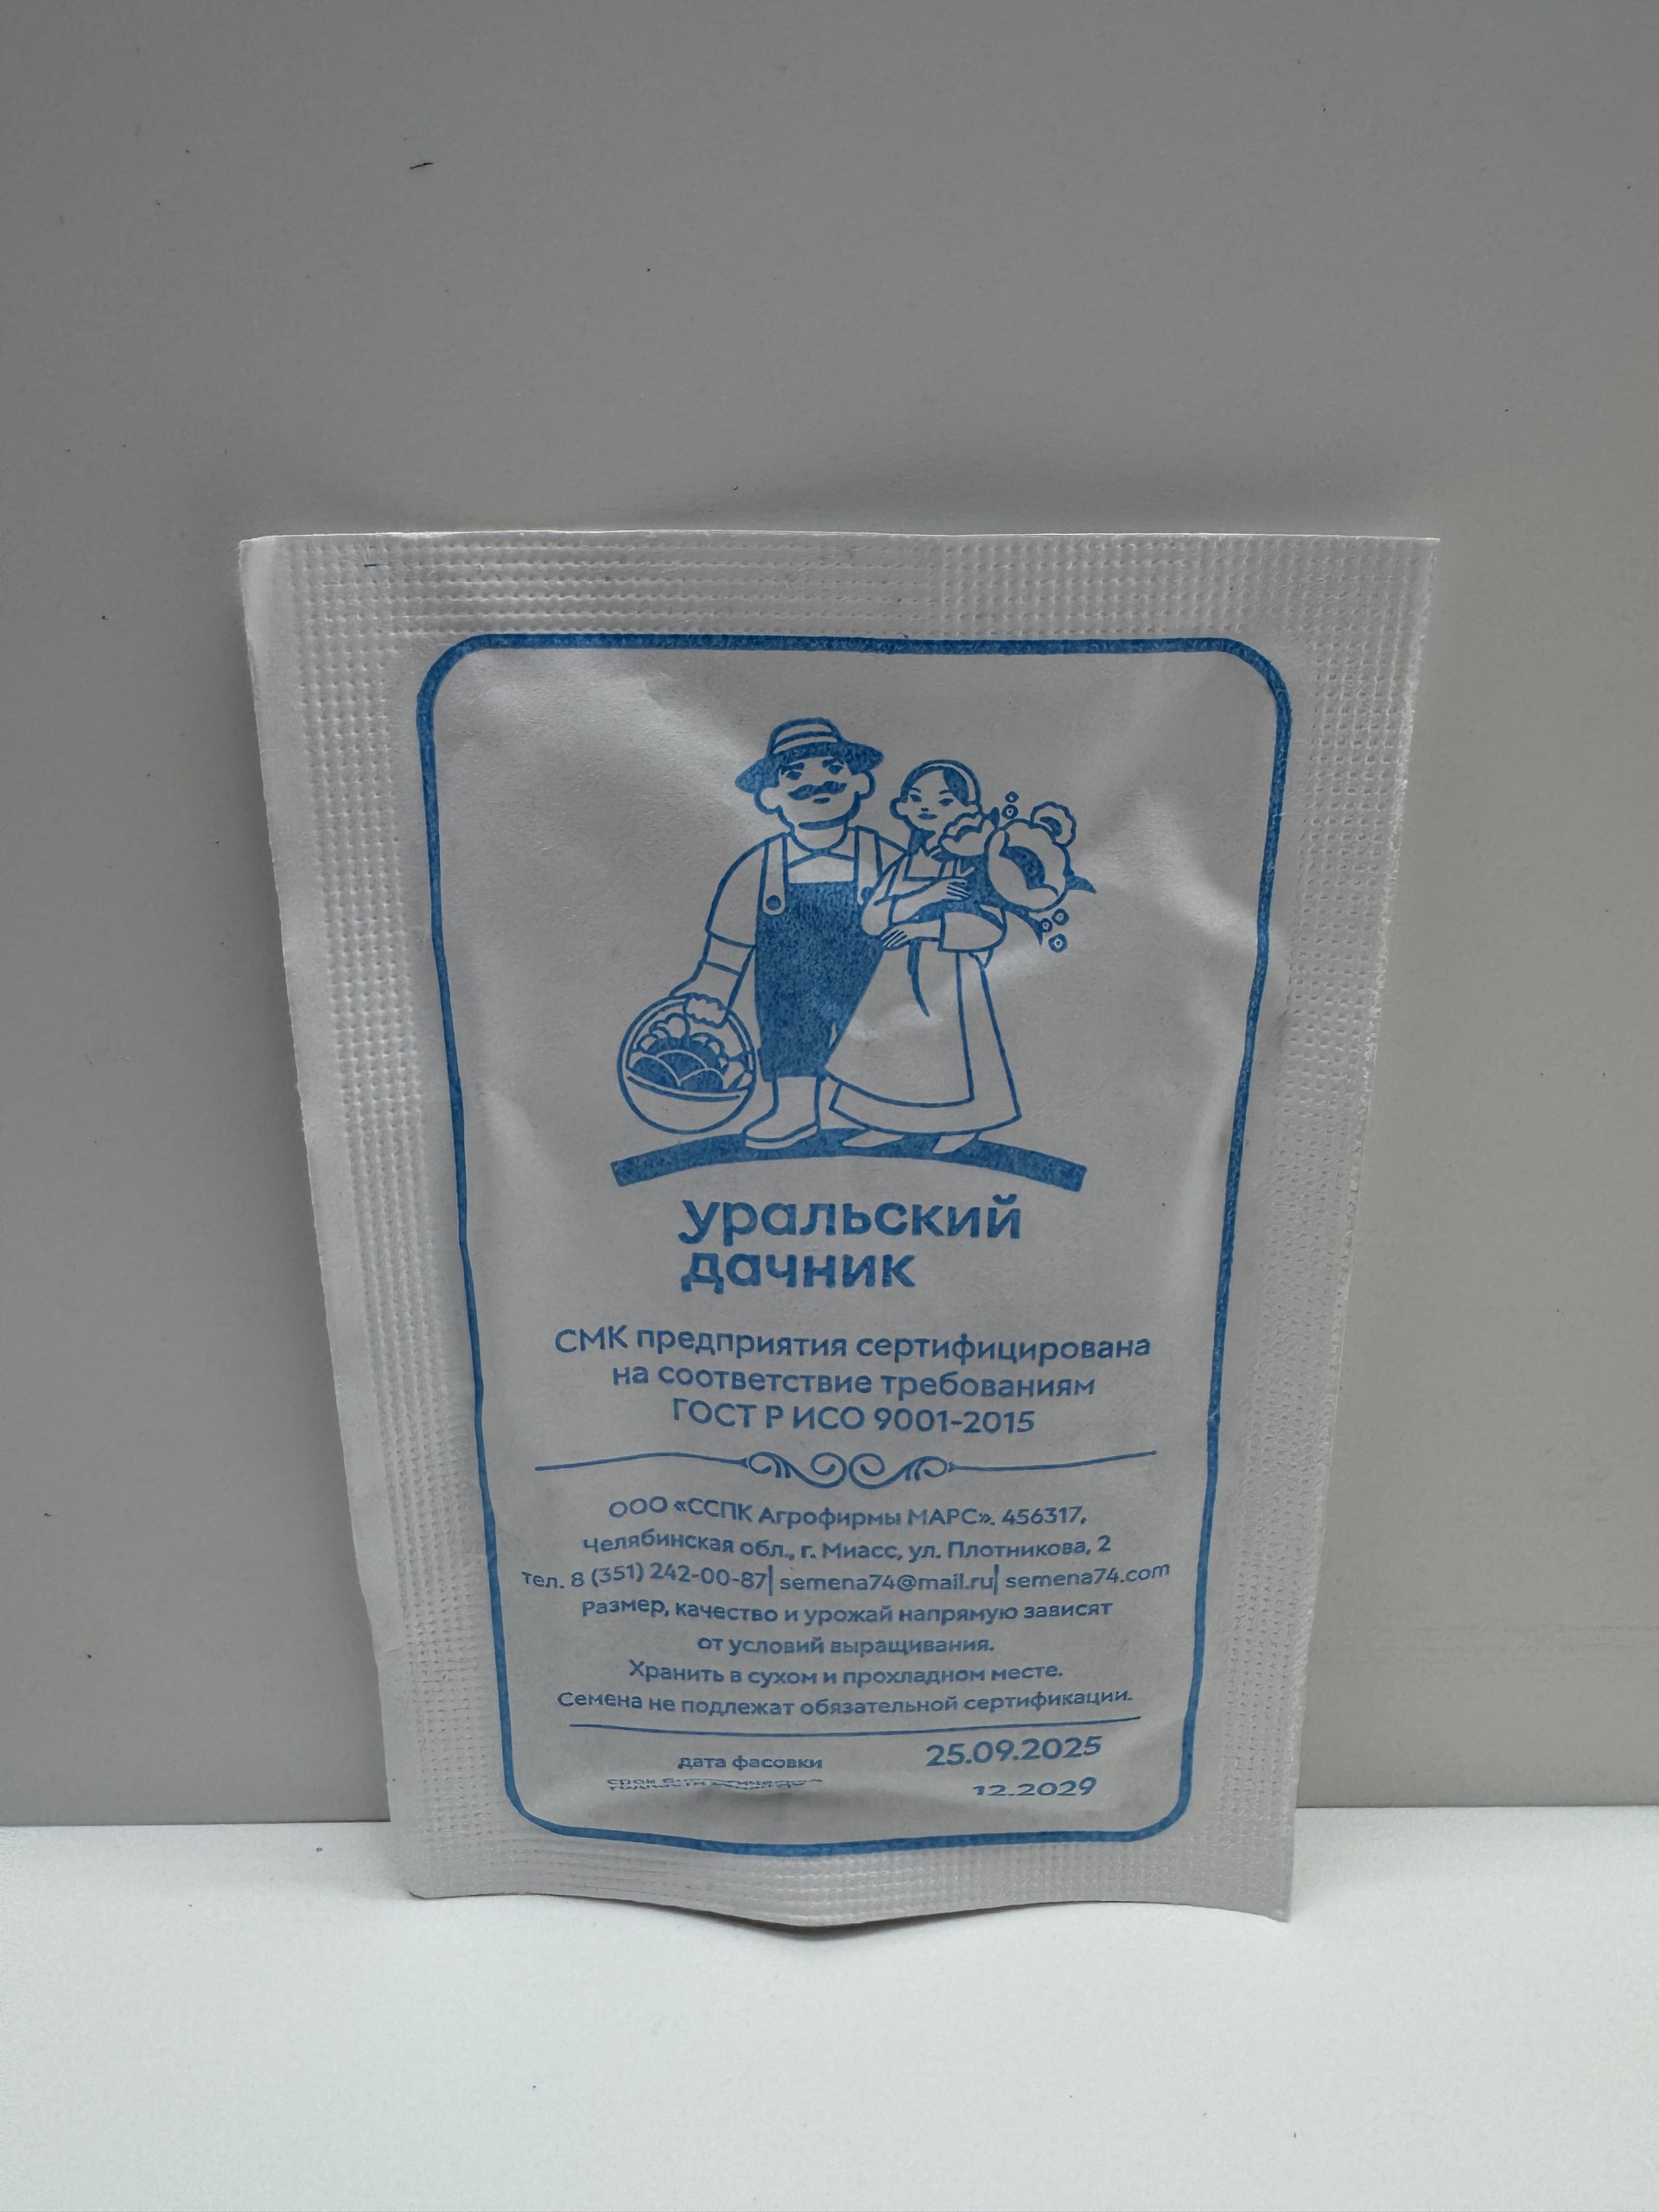 уральский
дачник
СМК предприятия сертифицирована
на соответствие требованиям
ГОСТ Р ИСО 9001-2015
ООО «ССПК Агрофирмы МАРС». 456317,
Челябинская обл., г. Миасс, ул. Плотникова, 2
тел. 8 (351) 242-00-87| semena74@mail.ru| semena74.com
Размер, качество и урожай напрямую зависят
от условий выращивания.
Хранить в сухом и прохладном месте.
Семена не подлежат обязательной сертификации.
дата фасовки 25.09.2025
12.2029